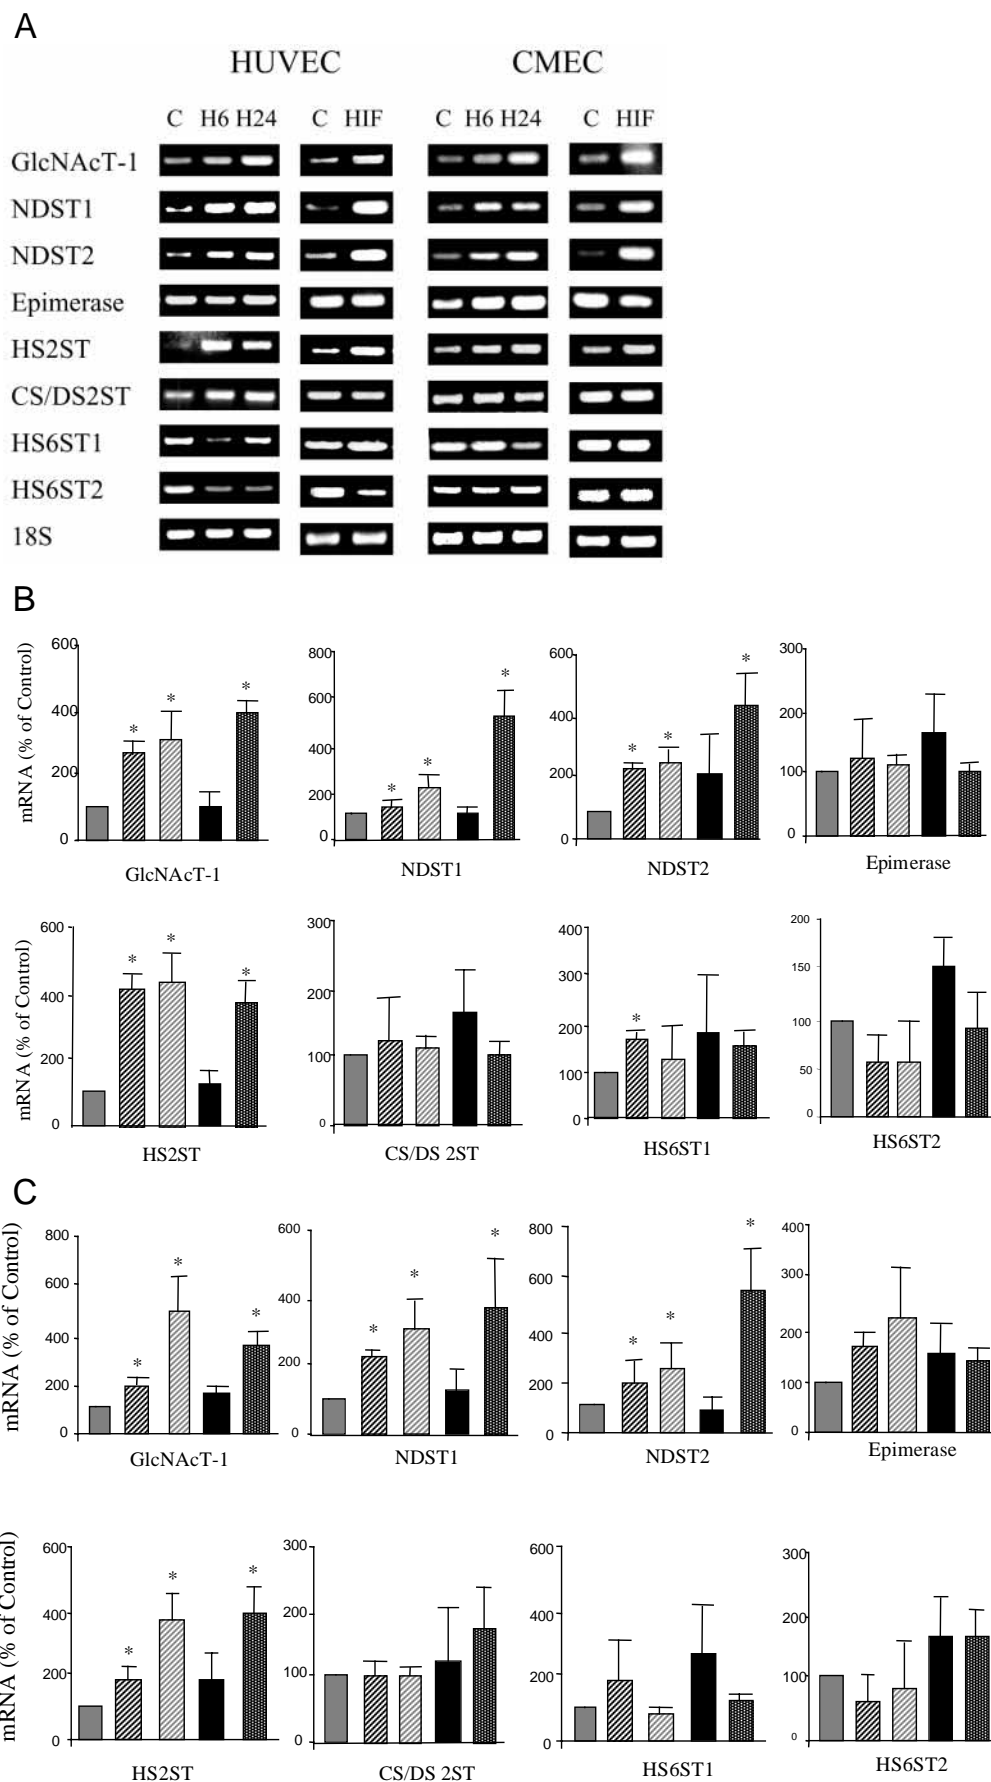 A
HUVEC CMEC
C H6 H24 C HIF C H6 H24 C HIF
GlcNAcT-1
NDST1
NDST2
Epimerase
HS2ST
CS/DS2ST
HS6ST1
HS6ST2
18S
B
mRNA (% of Control)
600
400
200
0
* * *
GlcNAcT-1
800
600
400
200
0
* * *
NDST1
600
400
200
0
* * *
NDST2
300
200
100
0
Epimerase
mRNA (% of Control)
600
400
200
0
* * *
HS2ST
300
200
100
0
CS/DS 2ST
400
300
200
100
0
*
HS6ST1
200
150
100
50
0
HS6ST2
C
mRNA (% of Control)
800
600
400
200
0
* * *
GlcNAcT-1
600
400
200
0
* * *
NDST1
800
600
400
200
0
* * *
NDST2
400
300
200
100
0
Epimerase
mRNA (% of Control)
600
400
200
0
* * *
HS2ST
300
200
100
0
CS/DS 2ST
600
400
200
0
HS6ST1
300
200
100
0
HS6ST2